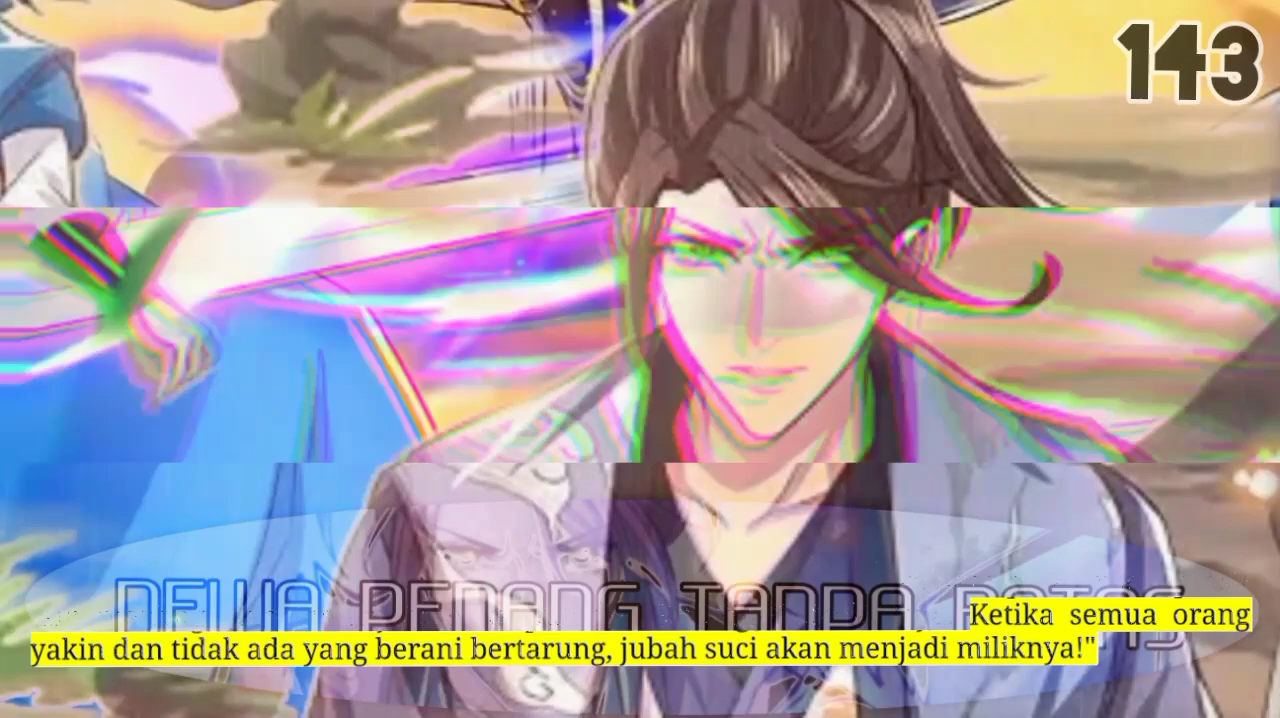 143
DEWA PERANG TANPA BATAS
Ketika semua orang
yakin dan tidak ada yang berani bertarung, jubah suci akan menjadi miliknya!"